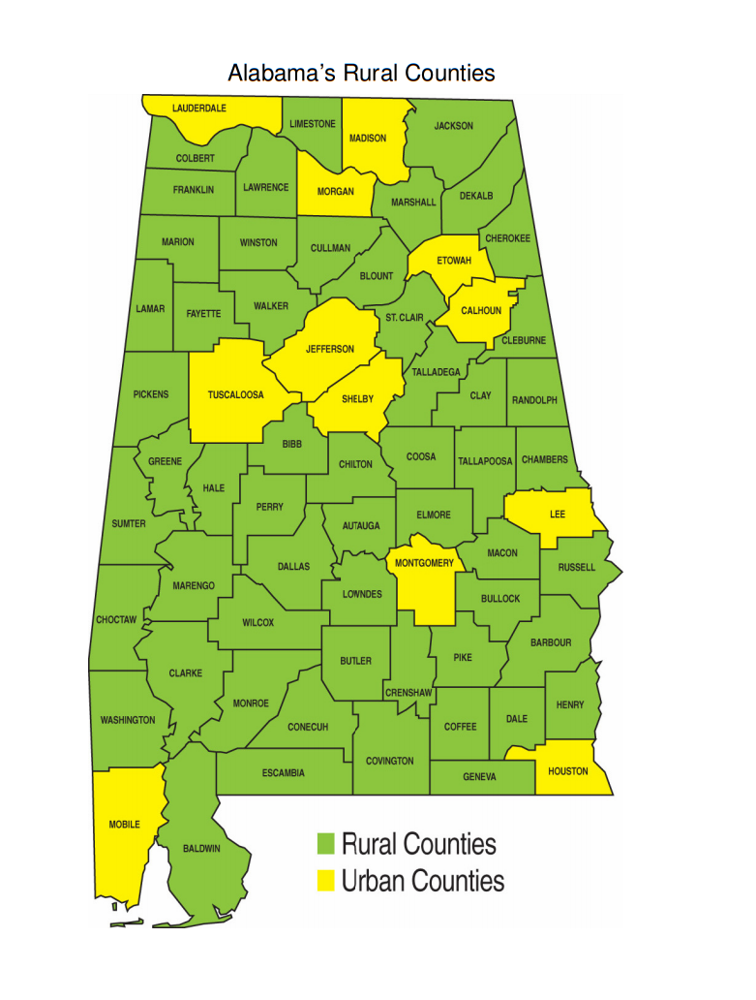 Alabama’s Rural Counties
LAUDERDALE
LIMESTONE
MADISON
JACKSON
COLBERT
FRANKLIN
LAWRENCE
MORGAN
MARSHALL
DEKALB
MARION
WINSTON
CULLMAN
CHEROKEE
ETOWAH
BLOUNT
LAMAR
FAYETTE
WALKER
ST. CLAIR
CALHOUN
CLEBURNE
JEFFERSON
TALLADEGA
PICKENS
TUSCALOOSA
SHELBY
CLAY
RANDOLPH
BIBB
GREENE
CHILTON
COOSA
TALLAPOOSA
CHAMBERS
HALE
PERRY
SUMTER
AUTAUGA
ELMORE
LEE
DALLAS
MONTGOMERY
MACON
RUSSELL
MARENGO
LOWNDES
BULLOCK
CHOCTAW
WILCOX
BARBOUR
CLARKE
BUTLER
PIKE
CRENSHAW
MONROE
HENRY
WASHINGTON
CONECUH
COFFEE
DALE
COVINGTON
ESCAMBIA
GENEVA
HOUSTON
MOBILE
BALDWIN
Rural Counties
Urban Counties